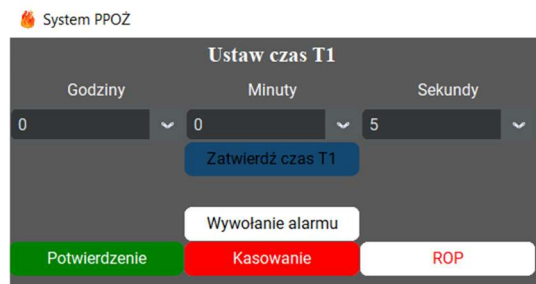 System PPOŻ
Ustaw czas T1
Godziny Minuty Sekundy
0 0 5
Zatwierdź czas T1
Wywołanie alarmu
Potwierdzenie Kasowanie ROP